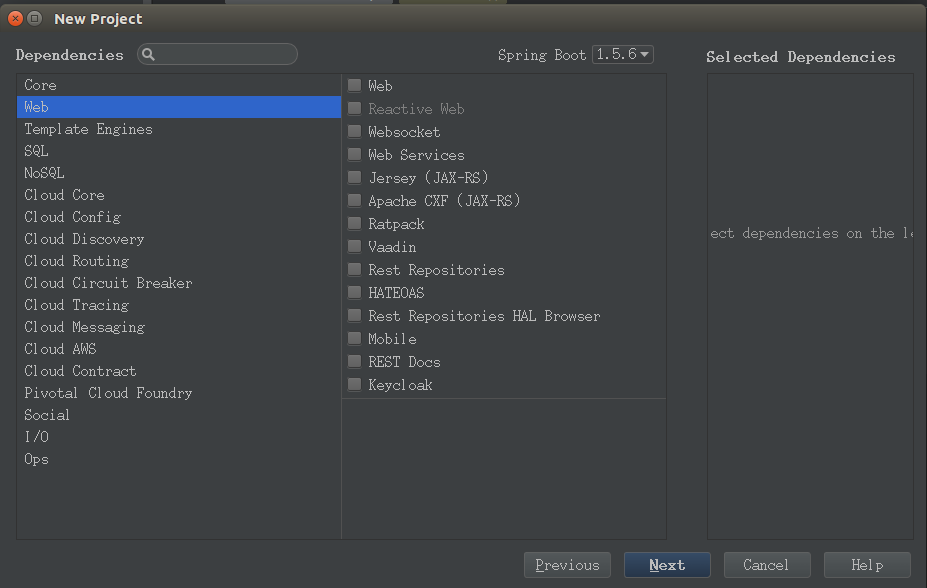 New Project
Dependencies
Spring Boot 1.5.6
Selected Dependencies
Core
Web
Template Engines
SQL
NoSQL
Cloud Core
Cloud Config
Cloud Discovery
Cloud Routing
Cloud Circuit Breaker
Cloud Tracing
Cloud Messaging
Cloud AWS
Cloud Contract
Pivotal Cloud Foundry
Social
I/O
Ops
Web
Reactive Web
Websocket
Web Services
Jersey (JAX-RS)
Apache CXF (JAX-RS)
Ratpack
Vaadin
Rest Repositories
HATEOAS
Rest Repositories HAL Browser
Mobile
REST Docs
Keycloak
ect dependencies on the le
Previous
Next
Cancel
Help